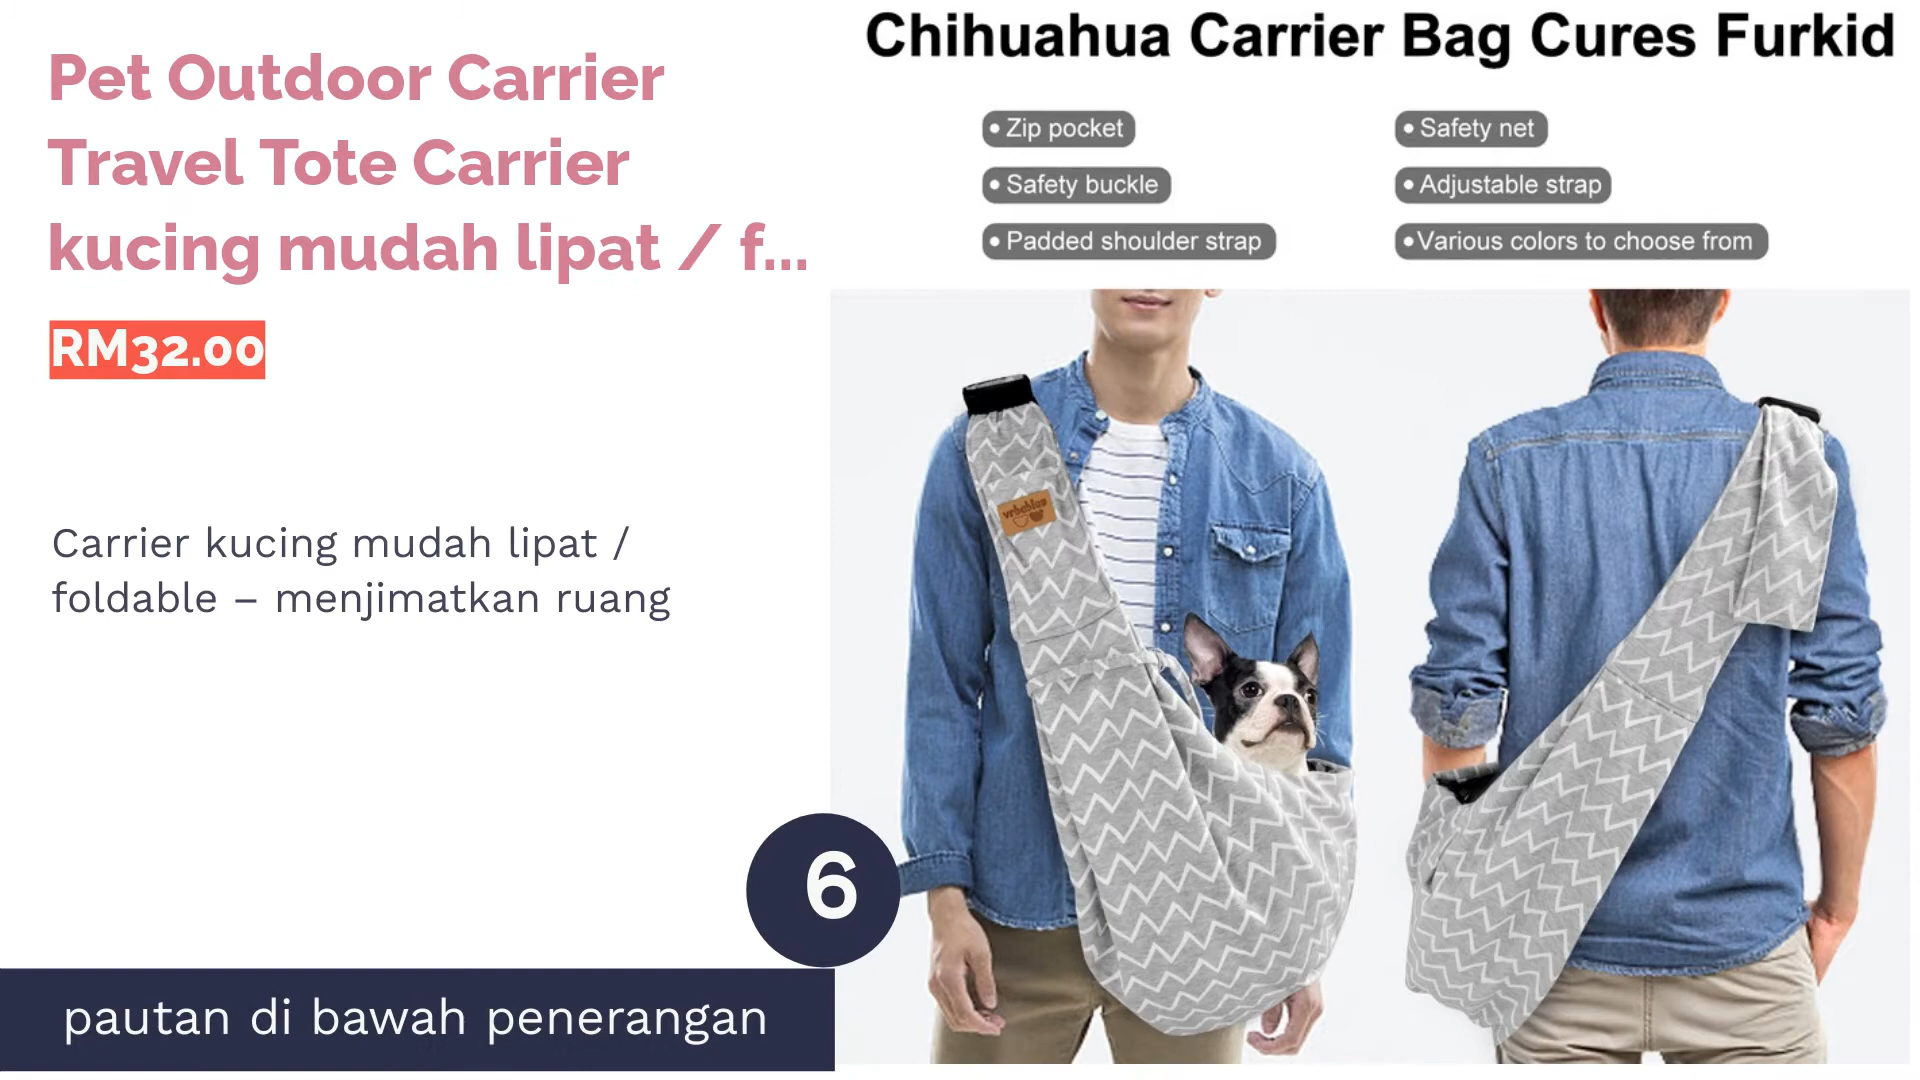 Pet Outdoor Carrier
Travel Tote Carrier
kucing mudah lipat / f...
RM32.00
Carrier kucing mudah lipat /
foldable – menjimatkan ruang
6
pautan di bawah penerangan
Chihuahua Carrier Bag Cures Furkid
• Zip pocket
• Safety net
• Safety buckle
• Adjustable strap
• Padded shoulder strap
•Various colors to choose from